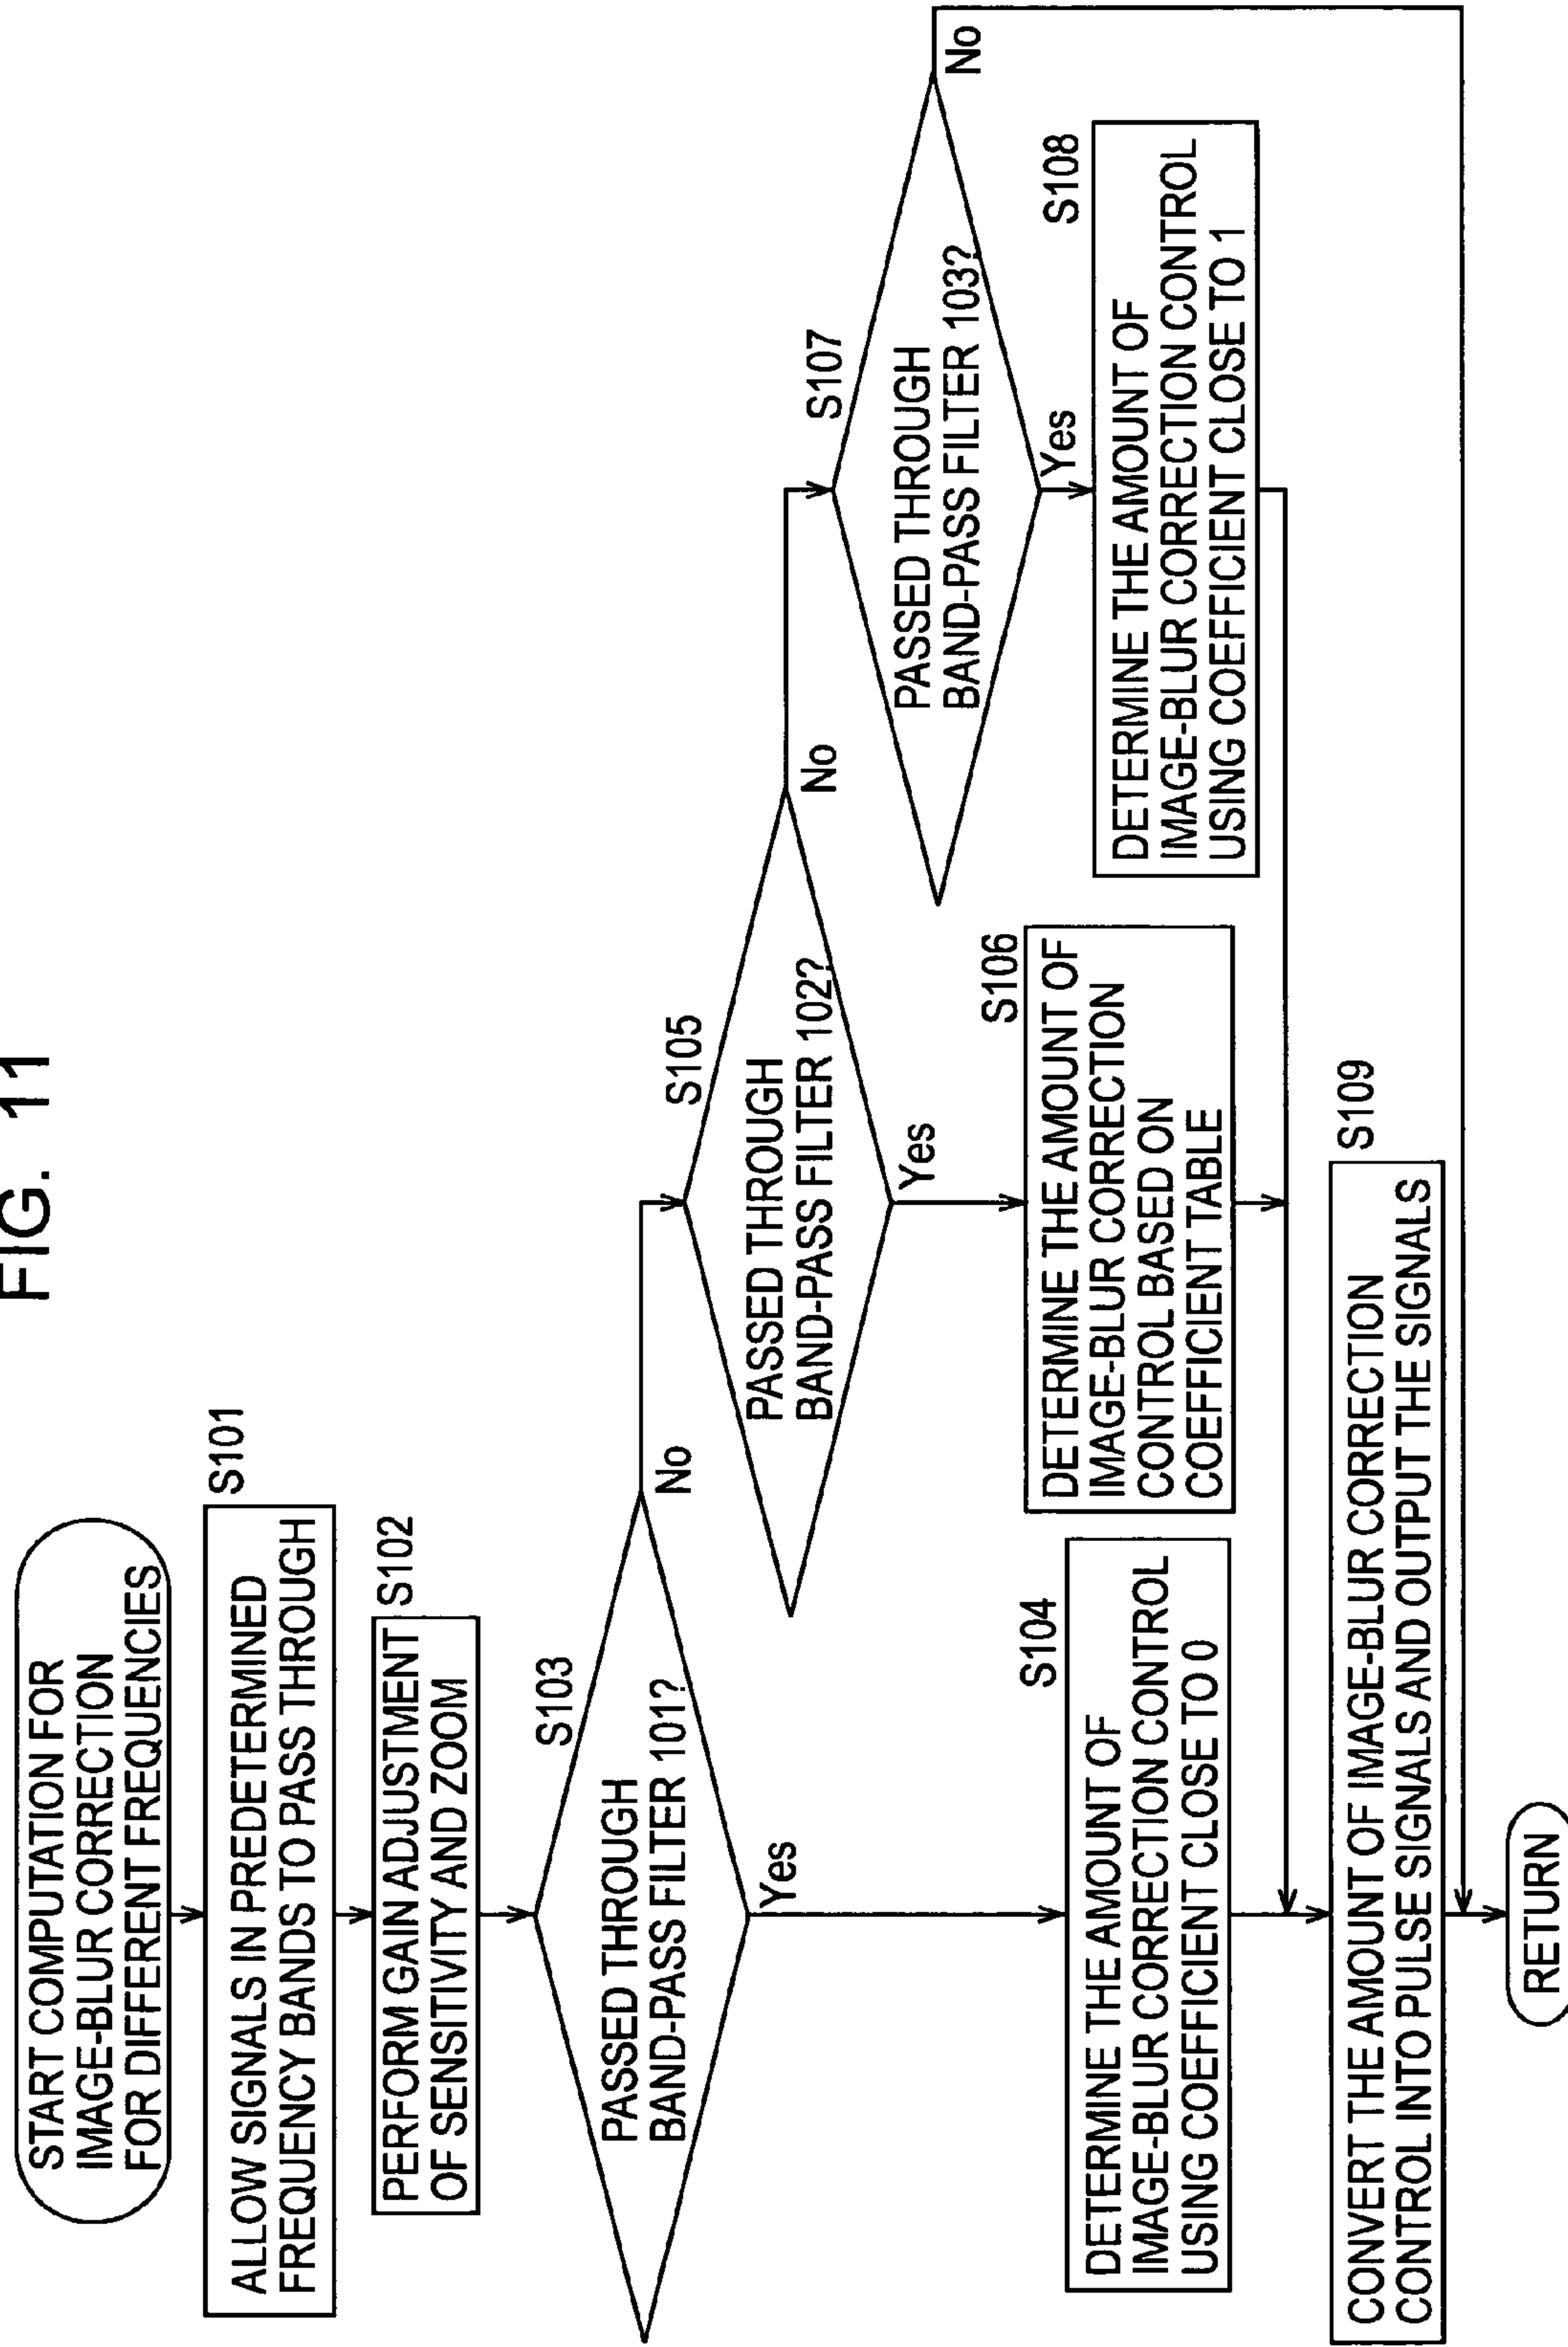 FIG. 11
START COMPUTATION FOR
IMAGE-BLUR CORRECTION
FOR DIFFERENT FREQUENCIES
S101
ALLOW SIGNALS IN PREDETERMINED
FREQUENCY BANDS TO PASS THROUGH
S102
PERFORM GAIN ADJUSTMENT
OF SENSITIVITY AND ZOOM
S103
PASSED THROUGH
BAND-PASS FILTER 101?
No
Yes
S104
DETERMINE THE AMOUNT OF
IMAGE-BLUR CORRECTION CONTROL
USING COEFFICIENT CLOSE TO 0
S105
PASSED THROUGH
BAND-PASS FILTER 102?
No
Yes
S106
DETERMINE THE AMOUNT OF
IMAGE-BLUR CORRECTION
CONTROL BASED ON
COEFFICIENT TABLE
S107
PASSED THROUGH
BAND-PASS FILTER 103?
No
Yes
S108
DETERMINE THE AMOUNT OF
IMAGE-BLUR CORRECTION CONTROL
USING COEFFICIENT CLOSE TO 1
S109
CONVERT THE AMOUNT OF IMAGE-BLUR CORRECTION
CONTROL INTO PULSE SIGNALS AND OUTPUT THE SIGNALS
RETURN